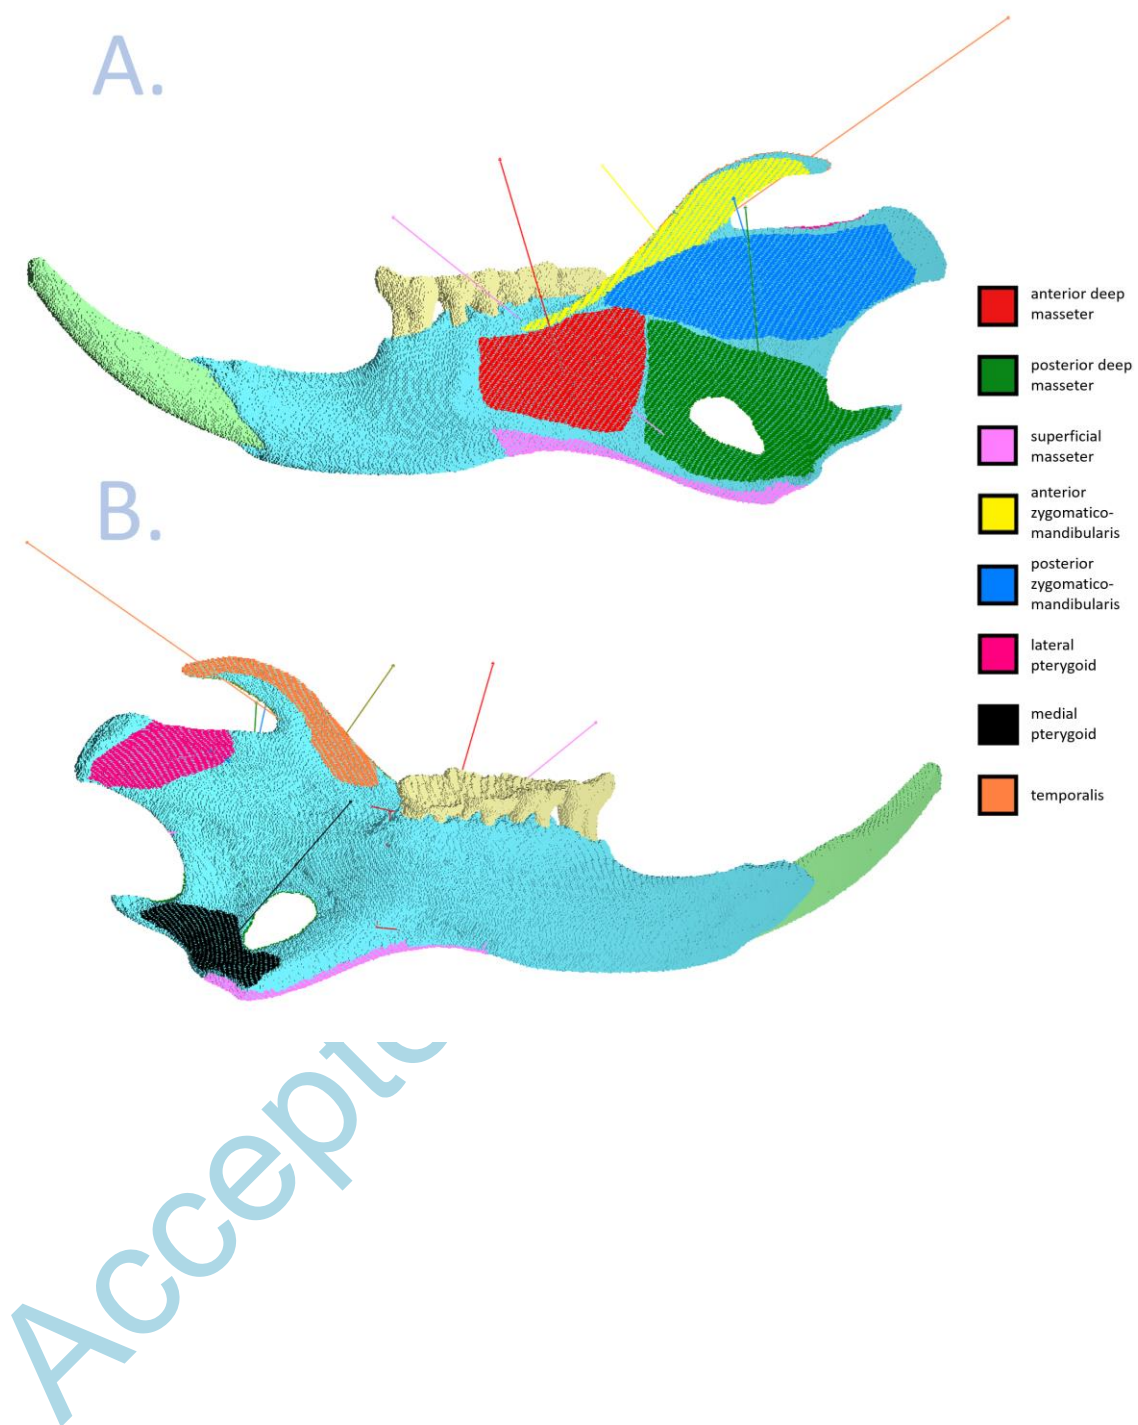 A.
anterior deep
masseter
posterior deep
masseter
superficial
masseter
anterior
zygomatico-
mandibularis
posterior
zygomatico-
mandibularis
B.
lateral
pterygoid
medial
pterygoid
temporalis